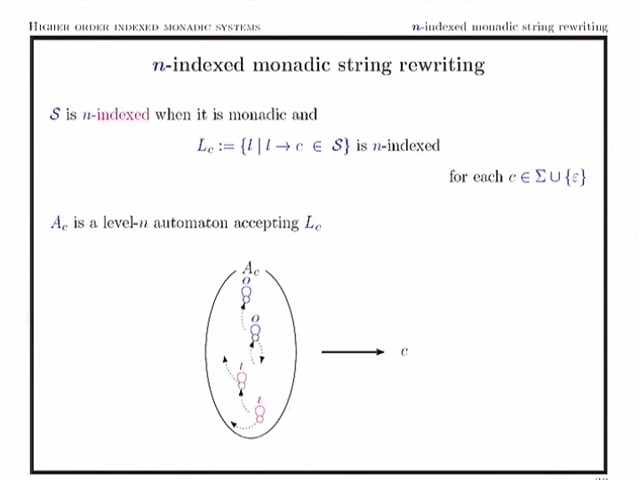 Higher order indexed monadic systems
n-indexed monadic string rewriting
n-indexed monadic string rewriting
S is n-indexed when it is monadic and
L_c := {l | l → c ∈ S} is n-indexed
for each c ∈ Σ ∪ {ε}
A_c is a level-n automaton accepting L_c
A_c
o
o
c
ι
ι